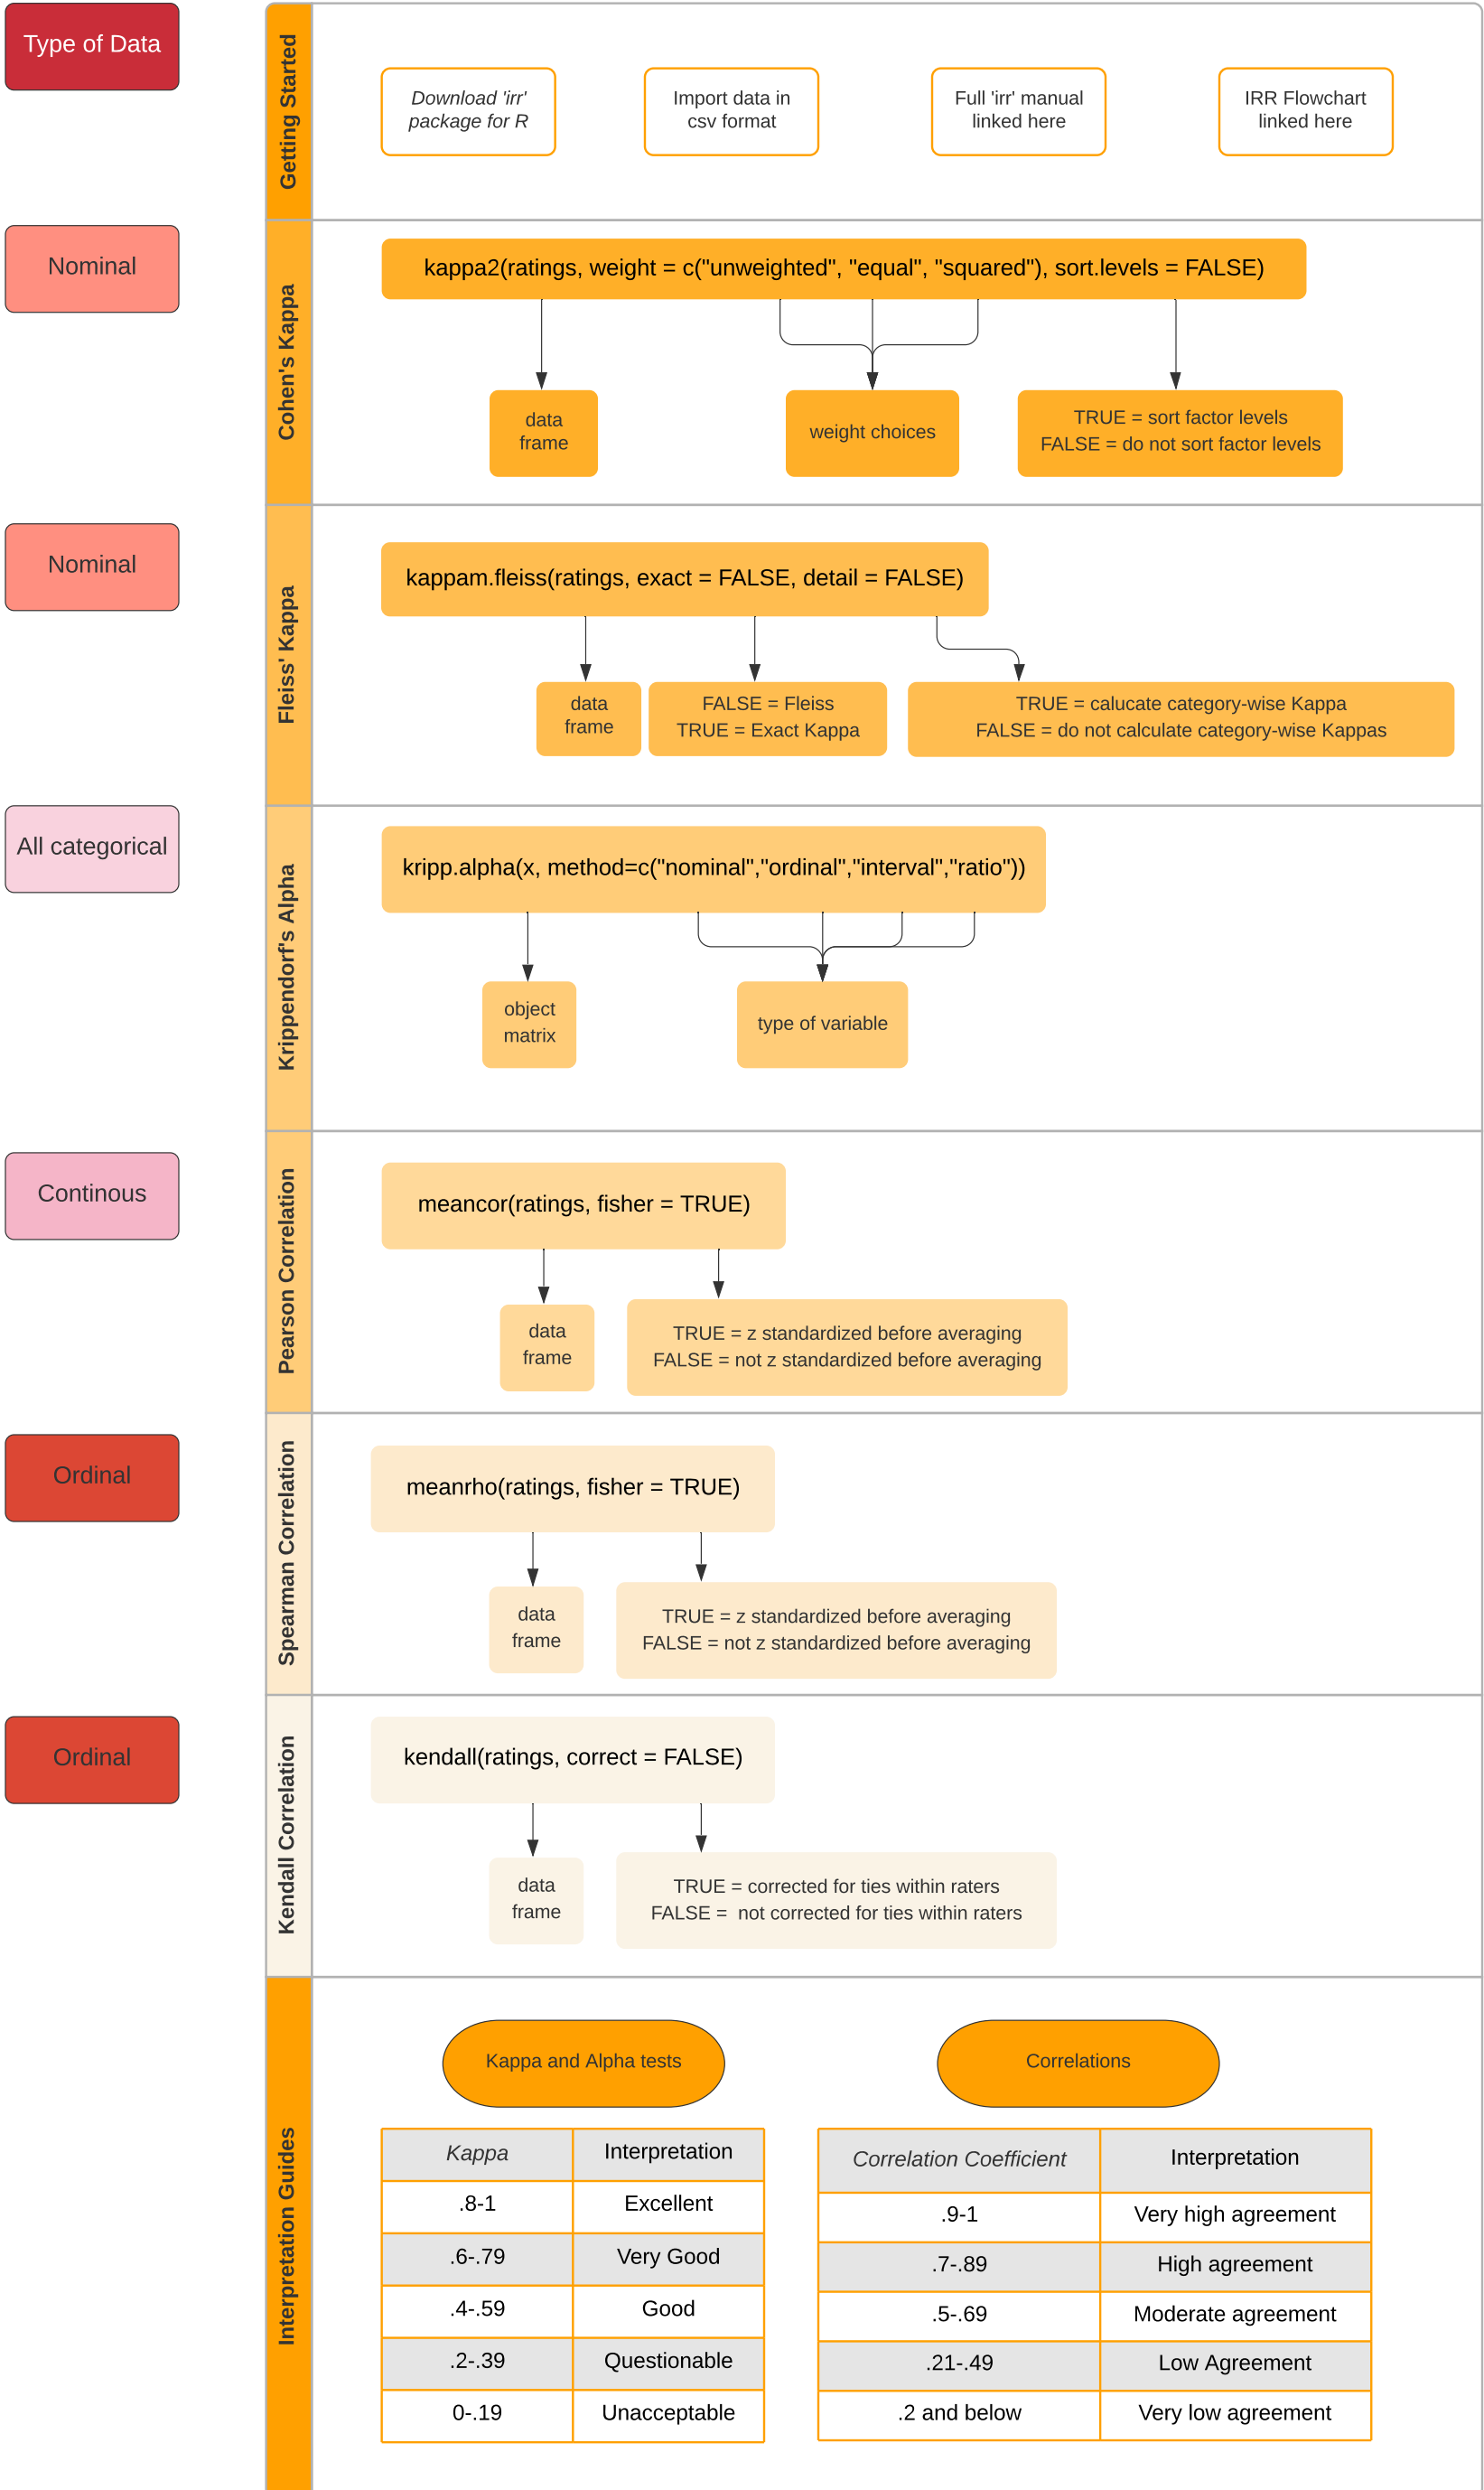 Type of Data
Getting Started
Download 'irr'
package for R
Import data in
csv format
Full 'irr' manual
linked here
IRR Flowchart
linked here
Nominal
Cohen's Kappa
kappa2(ratings, weight = c("unweighted", "equal", "squared"), sort.levels = FALSE)
data
frame
weight choices
TRUE = sort factor levels
FALSE = do not sort factor levels
Nominal
Fleiss' Kappa
kappam.fleiss(ratings, exact = FALSE, detail = FALSE)
data
frame
FALSE = Fleiss
TRUE = Exact Kappa
TRUE = calucate category-wise Kappa
FALSE = do not calculate category-wise Kappas
All categorical
Krippendorf's Alpha
kripp.alpha(x, method=c("nominal","ordinal","interval","ratio"))
object
matrix
type of variable
Continous
Pearson Correlation
meancor(ratings, fisher = TRUE)
data
frame
TRUE = z standardized before averaging
FALSE = not z standardized before averaging
Ordinal
Spearman Correlation
meanrho(ratings, fisher = TRUE)
data
frame
TRUE = z standardized before averaging
FALSE = not z standardized before averaging
Ordinal
Kendall Correlation
kendall(ratings, correct = FALSE)
data
frame
TRUE = corrected for ties within raters
FALSE =  not corrected for ties within raters
Interpretation Guides
Kappa and Alpha tests
Kappa Interpretation
.8-1 Excellent
.6-.79 Very Good
.4-.59 Good
.2-.39 Questionable
0-.19 Unacceptable
Correlations
Correlation Coefficient Interpretation
.9-1 Very high agreement
.7-.89 High agreement
.5-.69 Moderate agreement
.21-.49 Low Agreement
.2 and below Very low agreement